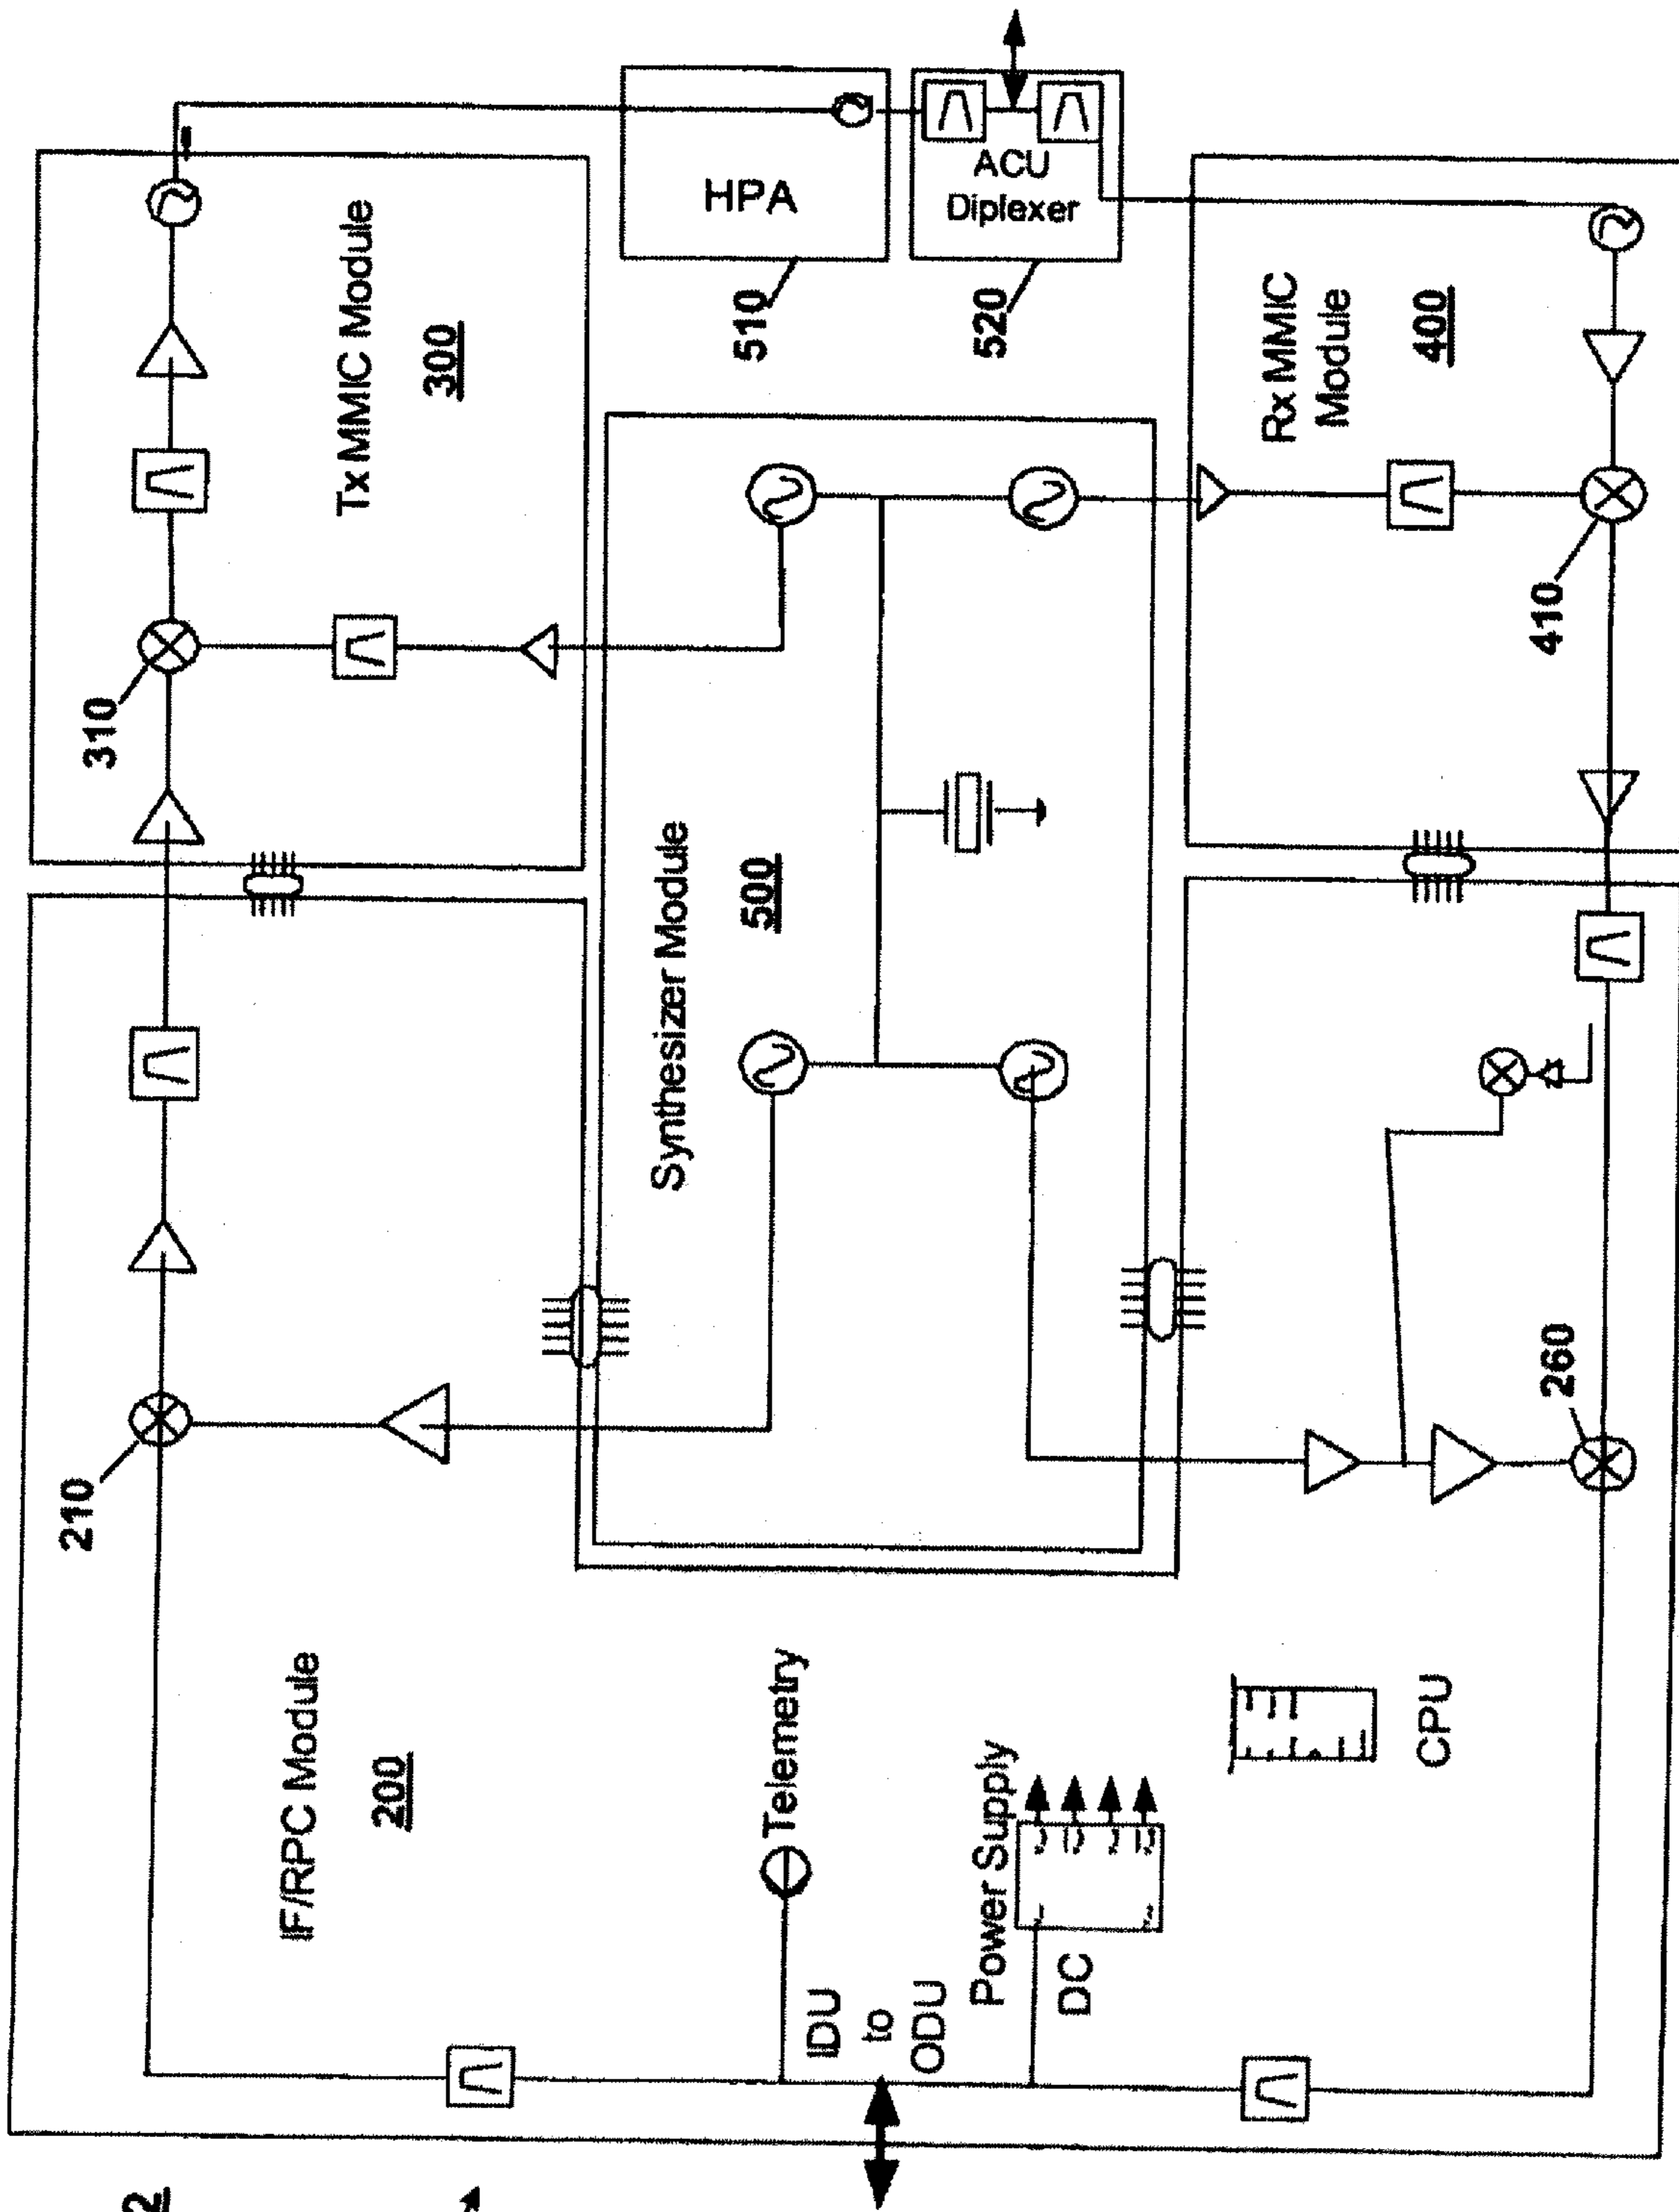 2
IF/RPC Module
200
210
Tx MMIC Module
300
310
HPA
510
ACU
Diplexer
520
Synthesizer Module
500
Rx MMIC
Module
400
410
260
Telemetry
IDU
to
ODU
Power Supply
DC
CPU